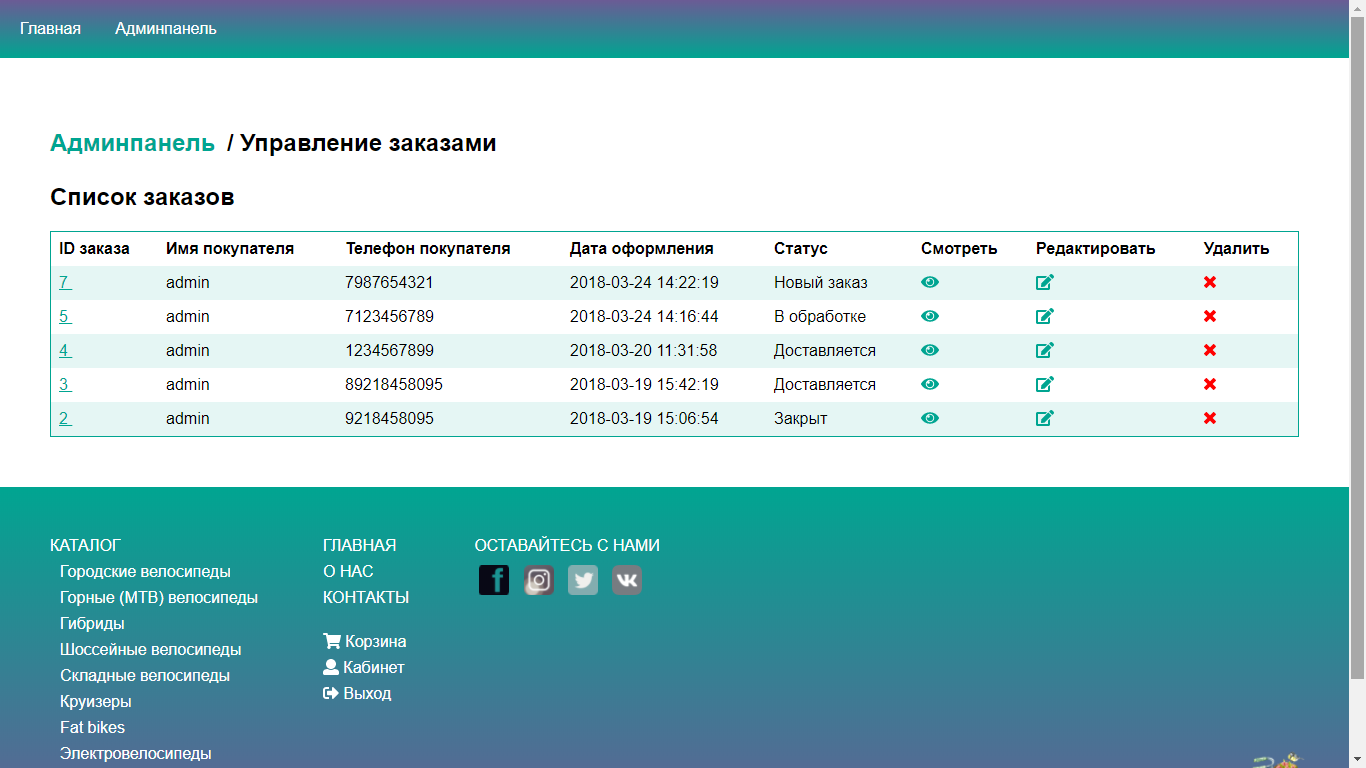 Главная Админпанель
Админпанель / Управление заказами
Список заказов
ID заказа Имя покупателя Телефон покупателя Дата оформления Статус Смотреть Редактировать Удалить
7 admin 7987654321 2018-03-24 14:22:19 Новый заказ
5 admin 7123456789 2018-03-24 14:16:44 В обработке
4 admin 1234567899 2018-03-20 11:31:58 Доставляется
3 admin 89218458095 2018-03-19 15:42:19 Доставляется
2 admin 9218458095 2018-03-19 15:06:54 Закрыт
КАТАЛОГ
Городские велосипеды
Горные (MTB) велосипеды
Гибриды
Шоссейные велосипеды
Складные велосипеды
Круизеры
Fat bikes
Электровелосипеды
ГЛАВНАЯ
О НАС
КОНТАКТЫ
Корзина
Кабинет
Выход
ОСТАВАЙТЕСЬ С НАМИ